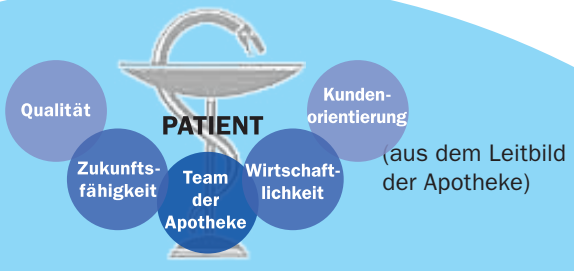 Qualität
Kunden-
orientierung
PATIENT
Zukunfts-
fähigkeit
Team
der
Apotheke
Wirtschaft-
lichkeit
(aus dem Leitbild
der Apotheke)